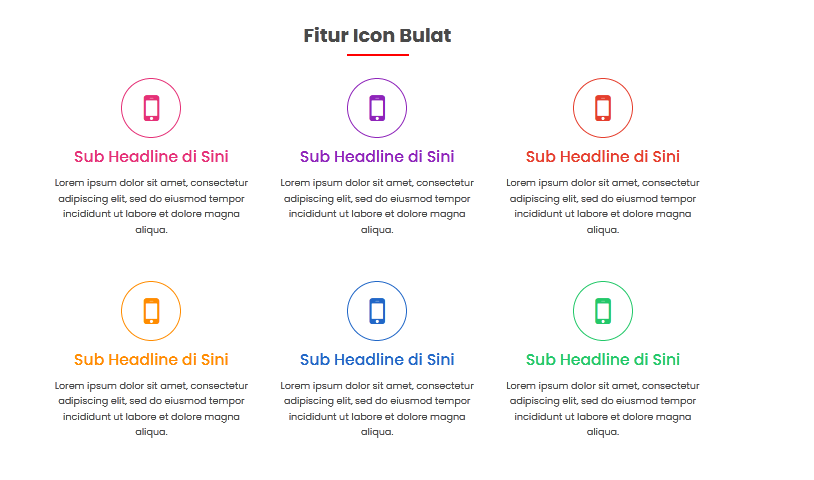 Fitur Icon Bulat
Sub Headline di Sini
Lorem ipsum dolor sit amet, consectetur
adipiscing elit, sed do eiusmod tempor
incididunt ut labore et dolore magna
aliqua.
Sub Headline di Sini
Lorem ipsum dolor sit amet, consectetur
adipiscing elit, sed do eiusmod tempor
incididunt ut labore et dolore magna
aliqua.
Sub Headline di Sini
Lorem ipsum dolor sit amet, consectetur
adipiscing elit, sed do eiusmod tempor
incididunt ut labore et dolore magna
aliqua.
Sub Headline di Sini
Lorem ipsum dolor sit amet, consectetur
adipiscing elit, sed do eiusmod tempor
incididunt ut labore et dolore magna
aliqua.
Sub Headline di Sini
Lorem ipsum dolor sit amet, consectetur
adipiscing elit, sed do eiusmod tempor
incididunt ut labore et dolore magna
aliqua.
Sub Headline di Sini
Lorem ipsum dolor sit amet, consectetur
adipiscing elit, sed do eiusmod tempor
incididunt ut labore et dolore magna
aliqua.